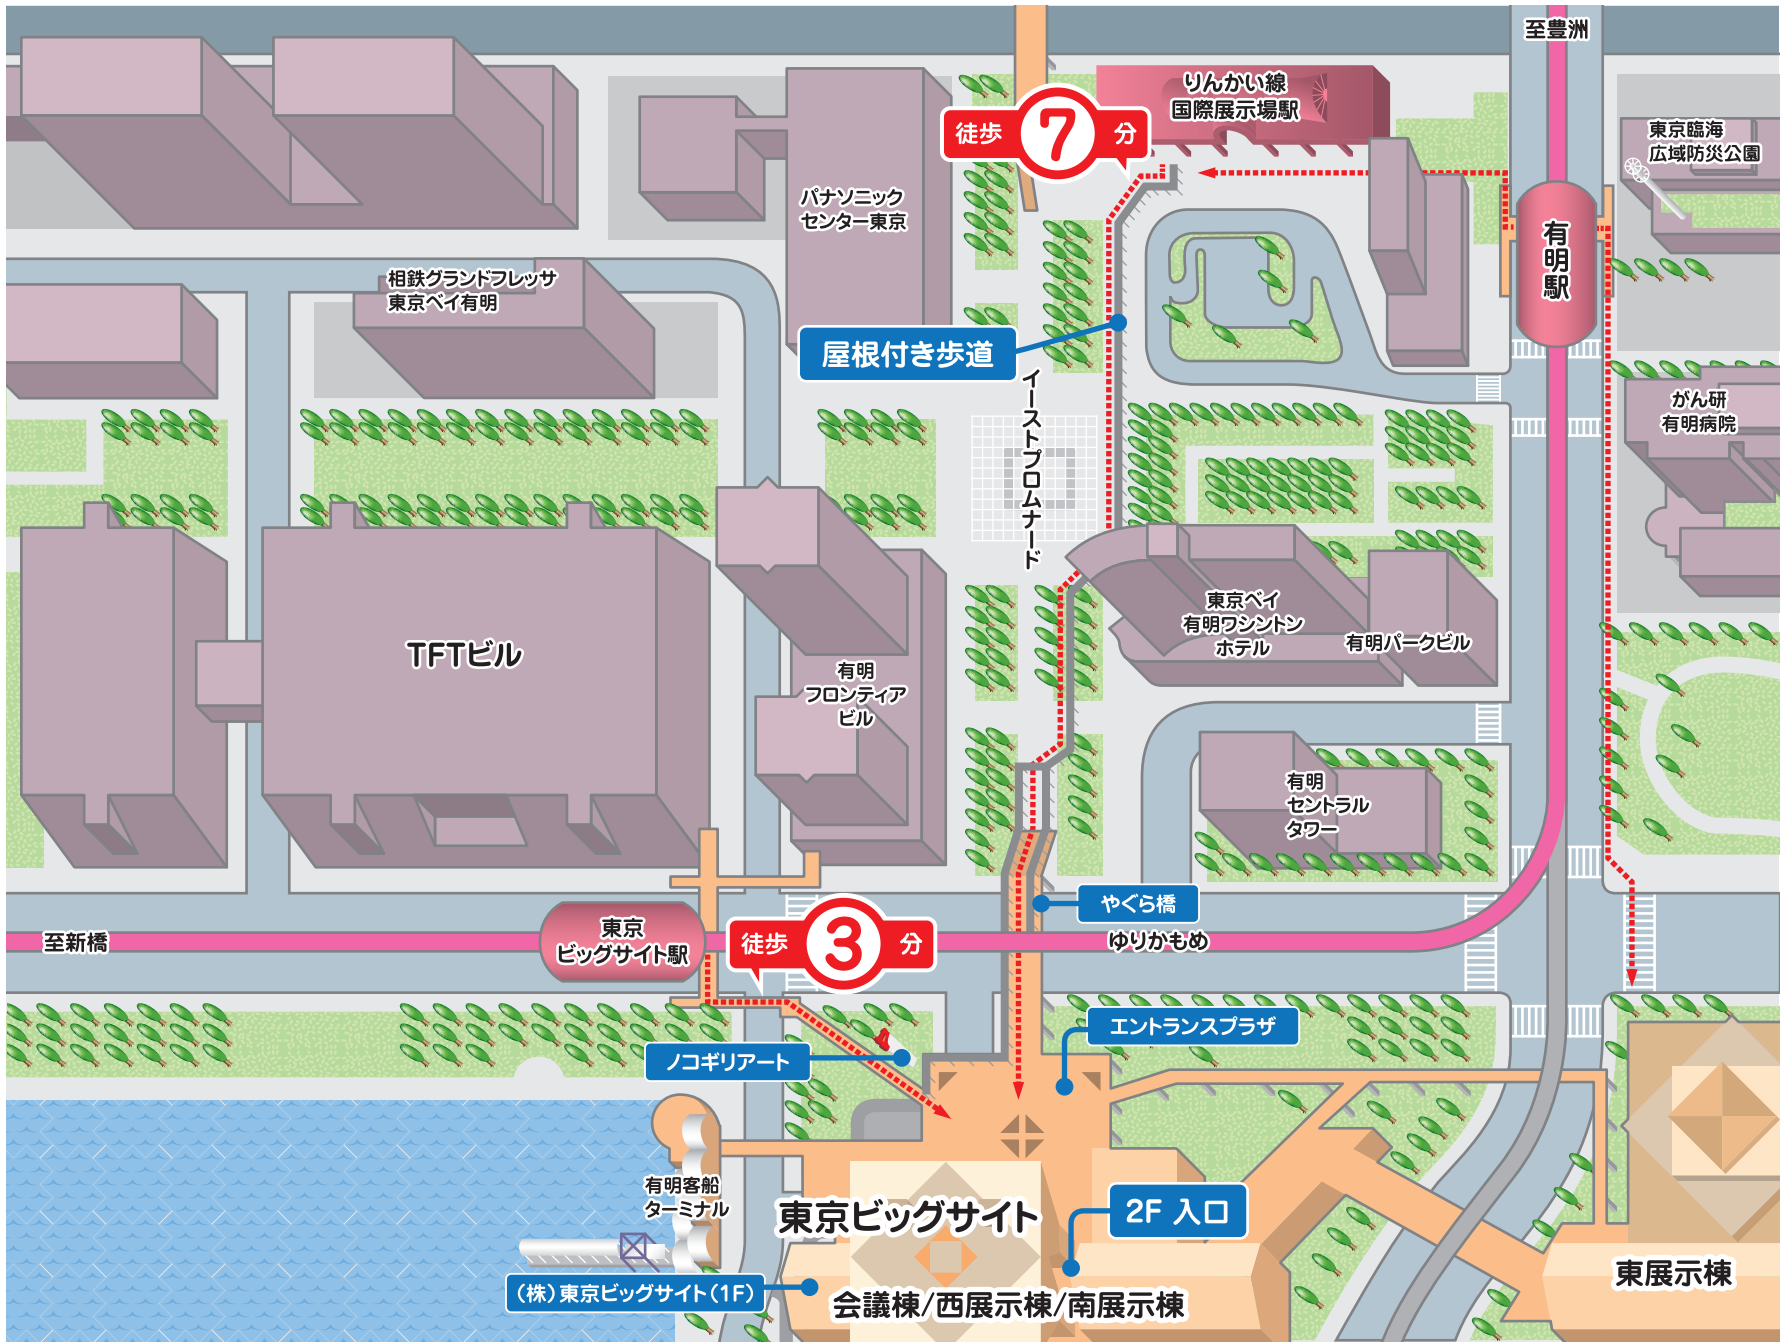 至豊洲
りんかい線
国際展示場駅
徒歩 7 分
東京臨海
広域防災公園
パナソニック
センター東京
有明駅
相鉄グランドフレッサ
東京ベイ有明
屋根付き歩道
イーストプロムナード
がん研
有明病院
東京ベイ
有明ワシントン
ホテル
有明パークビル
TFTビル
有明
フロンティア
ビル
有明
セントラル
タワー
やぐら橋
至新橋
東京
ビッグサイト駅
徒歩 3 分
ゆりかもめ
エントランスプラザ
ノコギリアート
有明客船
ターミナル
東京ビッグサイト
2F 入口
(株)東京ビッグサイト(1F)
会議棟/西展示棟/南展示棟
東展示棟